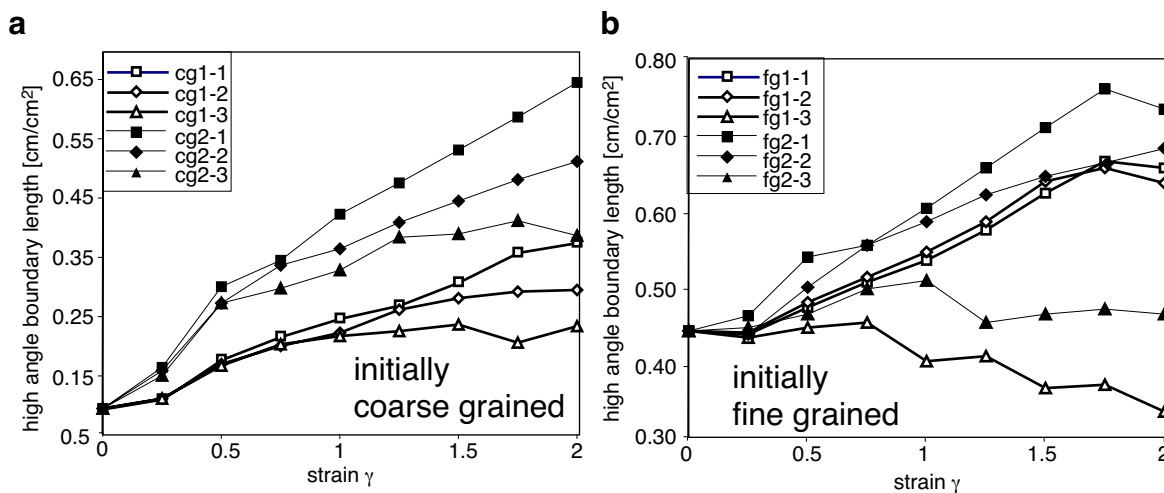 a
high angle boundary length [cm/cm²]
0.65
0.55
0.45
0.35
0.25
0.15
0.5
cg1-1
cg1-2
cg1-3
cg2-1
cg2-2
cg2-3
initially
coarse grained
0 0.5 1 1.5 2
strain γ
b
high angle boundary length [cm/cm²]
0.80
0.70
0.60
0.50
0.40
0.30
fg1-1
fg1-2
fg1-3
fg2-1
fg2-2
fg2-3
initially
fine grained
0 0.5 1 1.5 2
strain γ